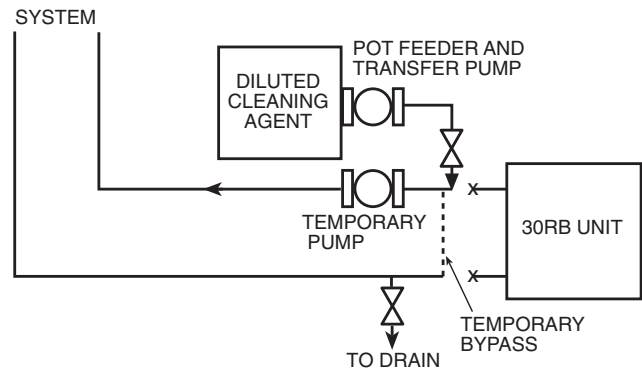 SYSTEM
POT FEEDER AND
TRANSFER PUMP
DILUTED
CLEANING
AGENT
TEMPORARY
PUMP
30RB UNIT
TEMPORARY
BYPASS
TO DRAIN